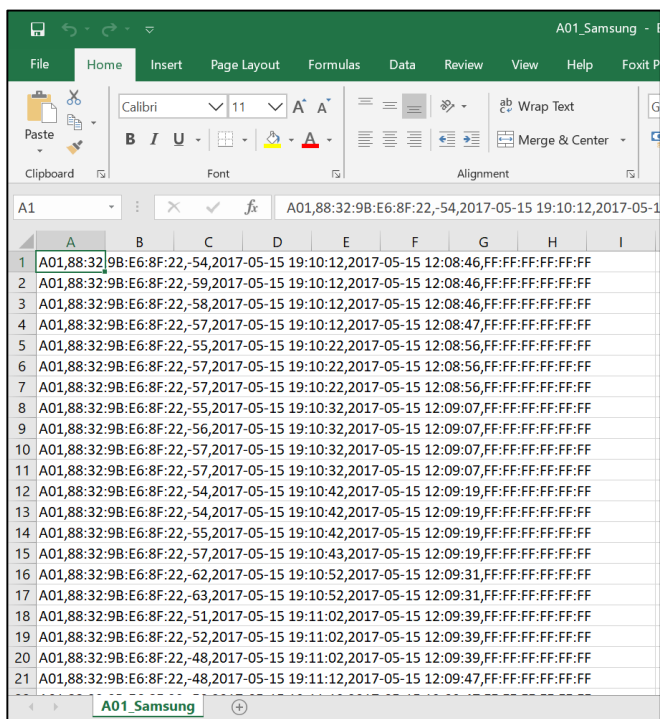 A01_Samsung - E
File Home Insert Page Layout Formulas Data Review View Help Foxit P
Paste Calibri 11 A A ab Wrap Text G
B I U A Merge & Center
Clipboard Font Alignment
A1 fx A01,88:32:9B:E6:8F:22,-54,2017-05-15 19:10:12,2017-05-1
A B C D E F G H I
1 A01,88:32:9B:E6:8F:22,-54,2017-05-15 19:10:12,2017-05-15 12:08:46,FF:FF:FF:FF:FF:FF
2 A01,88:32:9B:E6:8F:22,-59,2017-05-15 19:10:12,2017-05-15 12:08:46,FF:FF:FF:FF:FF:FF
3 A01,88:32:9B:E6:8F:22,-58,2017-05-15 19:10:12,2017-05-15 12:08:46,FF:FF:FF:FF:FF:FF
4 A01,88:32:9B:E6:8F:22,-57,2017-05-15 19:10:12,2017-05-15 12:08:47,FF:FF:FF:FF:FF:FF
5 A01,88:32:9B:E6:8F:22,-55,2017-05-15 19:10:22,2017-05-15 12:08:56,FF:FF:FF:FF:FF:FF
6 A01,88:32:9B:E6:8F:22,-57,2017-05-15 19:10:22,2017-05-15 12:08:56,FF:FF:FF:FF:FF:FF
7 A01,88:32:9B:E6:8F:22,-57,2017-05-15 19:10:22,2017-05-15 12:08:56,FF:FF:FF:FF:FF:FF
8 A01,88:32:9B:E6:8F:22,-55,2017-05-15 19:10:32,2017-05-15 12:09:07,FF:FF:FF:FF:FF:FF
9 A01,88:32:9B:E6:8F:22,-56,2017-05-15 19:10:32,2017-05-15 12:09:07,FF:FF:FF:FF:FF:FF
10 A01,88:32:9B:E6:8F:22,-57,2017-05-15 19:10:32,2017-05-15 12:09:07,FF:FF:FF:FF:FF:FF
11 A01,88:32:9B:E6:8F:22,-57,2017-05-15 19:10:32,2017-05-15 12:09:07,FF:FF:FF:FF:FF:FF
12 A01,88:32:9B:E6:8F:22,-54,2017-05-15 19:10:42,2017-05-15 12:09:19,FF:FF:FF:FF:FF:FF
13 A01,88:32:9B:E6:8F:22,-54,2017-05-15 19:10:42,2017-05-15 12:09:19,FF:FF:FF:FF:FF:FF
14 A01,88:32:9B:E6:8F:22,-55,2017-05-15 19:10:42,2017-05-15 12:09:19,FF:FF:FF:FF:FF:FF
15 A01,88:32:9B:E6:8F:22,-57,2017-05-15 19:10:43,2017-05-15 12:09:19,FF:FF:FF:FF:FF:FF
16 A01,88:32:9B:E6:8F:22,-62,2017-05-15 19:10:52,2017-05-15 12:09:31,FF:FF:FF:FF:FF:FF
17 A01,88:32:9B:E6:8F:22,-63,2017-05-15 19:10:52,2017-05-15 12:09:31,FF:FF:FF:FF:FF:FF
18 A01,88:32:9B:E6:8F:22,-51,2017-05-15 19:11:02,2017-05-15 12:09:39,FF:FF:FF:FF:FF:FF
19 A01,88:32:9B:E6:8F:22,-52,2017-05-15 19:11:02,2017-05-15 12:09:39,FF:FF:FF:FF:FF:FF
20 A01,88:32:9B:E6:8F:22,-48,2017-05-15 19:11:02,2017-05-15 12:09:39,FF:FF:FF:FF:FF:FF
21 A01,88:32:9B:E6:8F:22,-48,2017-05-15 19:11:12,2017-05-15 12:09:47,FF:FF:FF:FF:FF:FF
A01_Samsung